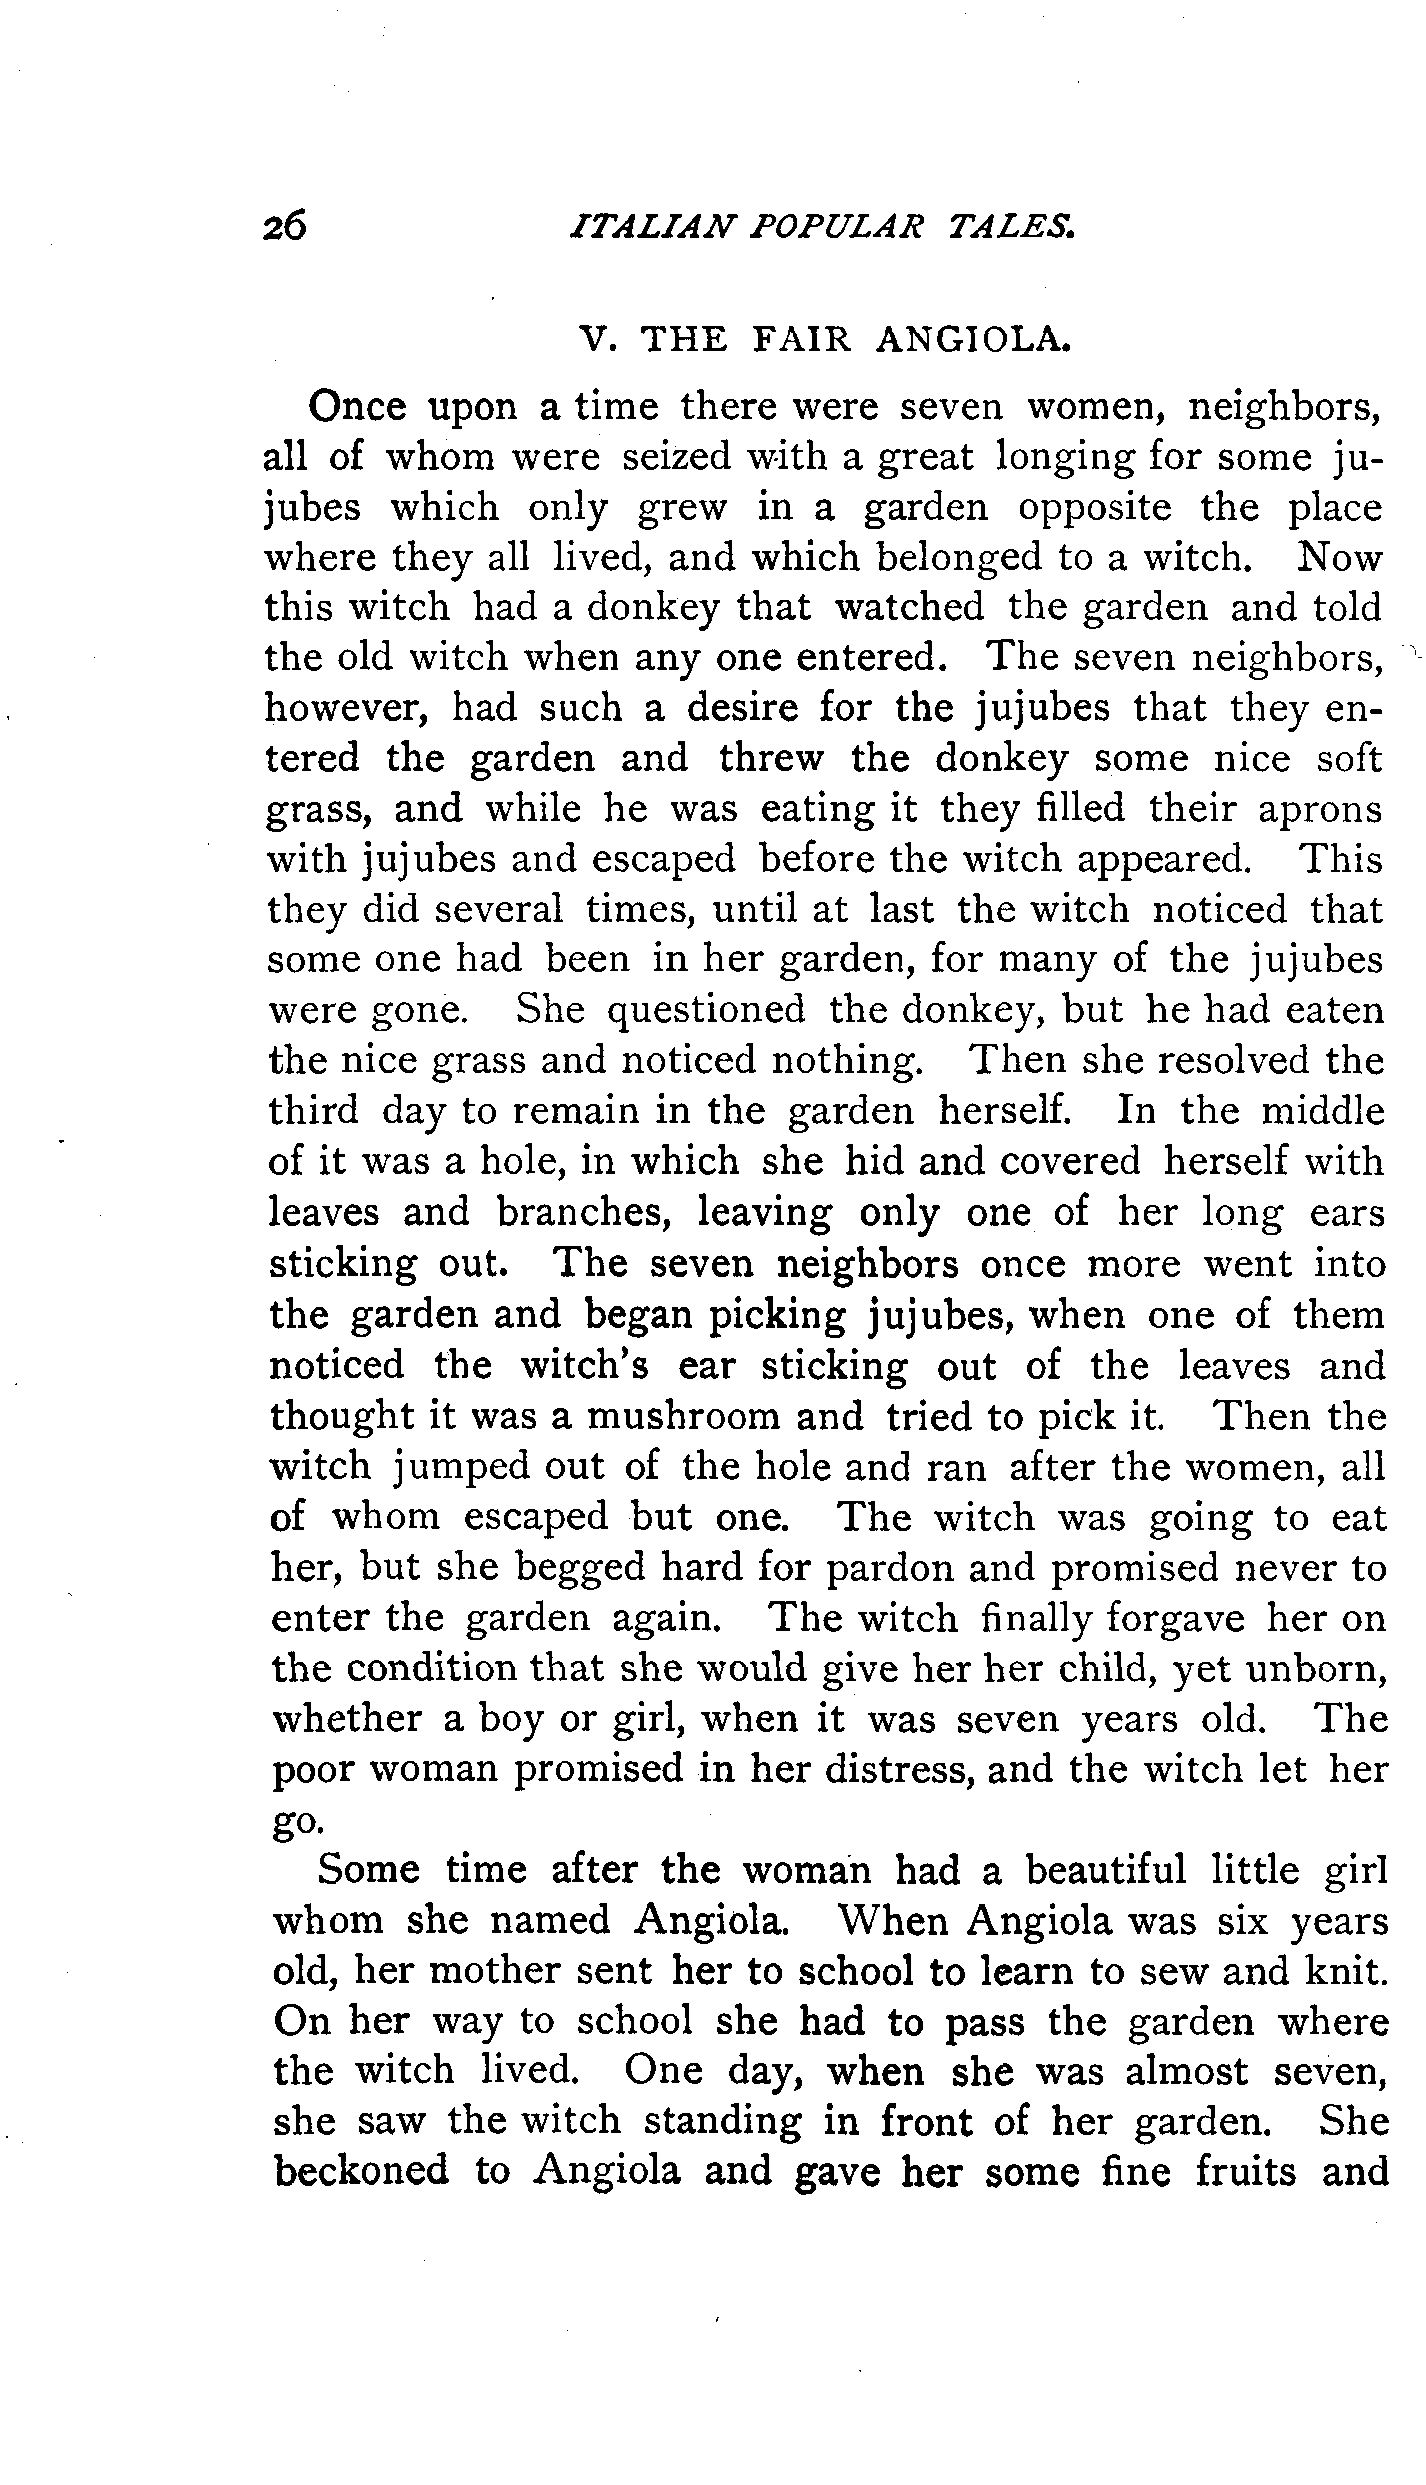 26 ITALIAN POPULAR TALES.
V. THE FAIR ANGIOLA.
Once upon a time there were seven women, neighbors,
all of whom were seized with a great longing for some ju-
jubes which only grew in a garden opposite the place
where they all lived, and which belonged to a witch. Now
this witch had a donkey that watched the garden and told
the old witch when any one entered. The seven neighbors,
however, had such a desire for the jujubes that they en-
tered the garden and threw the donkey some nice soft
grass, and while he was eating it they filled their aprons
with jujubes and escaped before the witch appeared. This
they did several times, until at last the witch noticed that
some one had been in her garden, for many of the jujubes
were gone. She questioned the donkey, but he had eaten
the nice grass and noticed nothing. Then she resolved the
third day to remain in the garden herself. In the middle
of it was a hole, in which she hid and covered herself with
leaves and branches, leaving only one of her long ears
sticking out. The seven neighbors once more went into
the garden and began picking jujubes, when one of them
noticed the witch's ear sticking out of the leaves and
thought it was a mushroom and tried to pick it. Then the
witch jumped out of the hole and ran after the women, all
of whom escaped but one. The witch was going to eat
her, but she begged hard for pardon and promised never to
enter the garden again. The witch finally forgave her on
the condition that she would give her her child, yet unborn,
whether a boy or girl, when it was seven years old. The
poor woman promised in her distress, and the witch let her
go.
Some time after the woman had a beautiful little girl
whom she named Angiola. When Angiola was six years
old, her mother sent her to school to learn to sew and knit.
On her way to school she had to pass the garden where
the witch lived. One day, when she was almost seven,
she saw the witch standing in front of her garden. She
beckoned to Angiola and gave her some fine fruits and